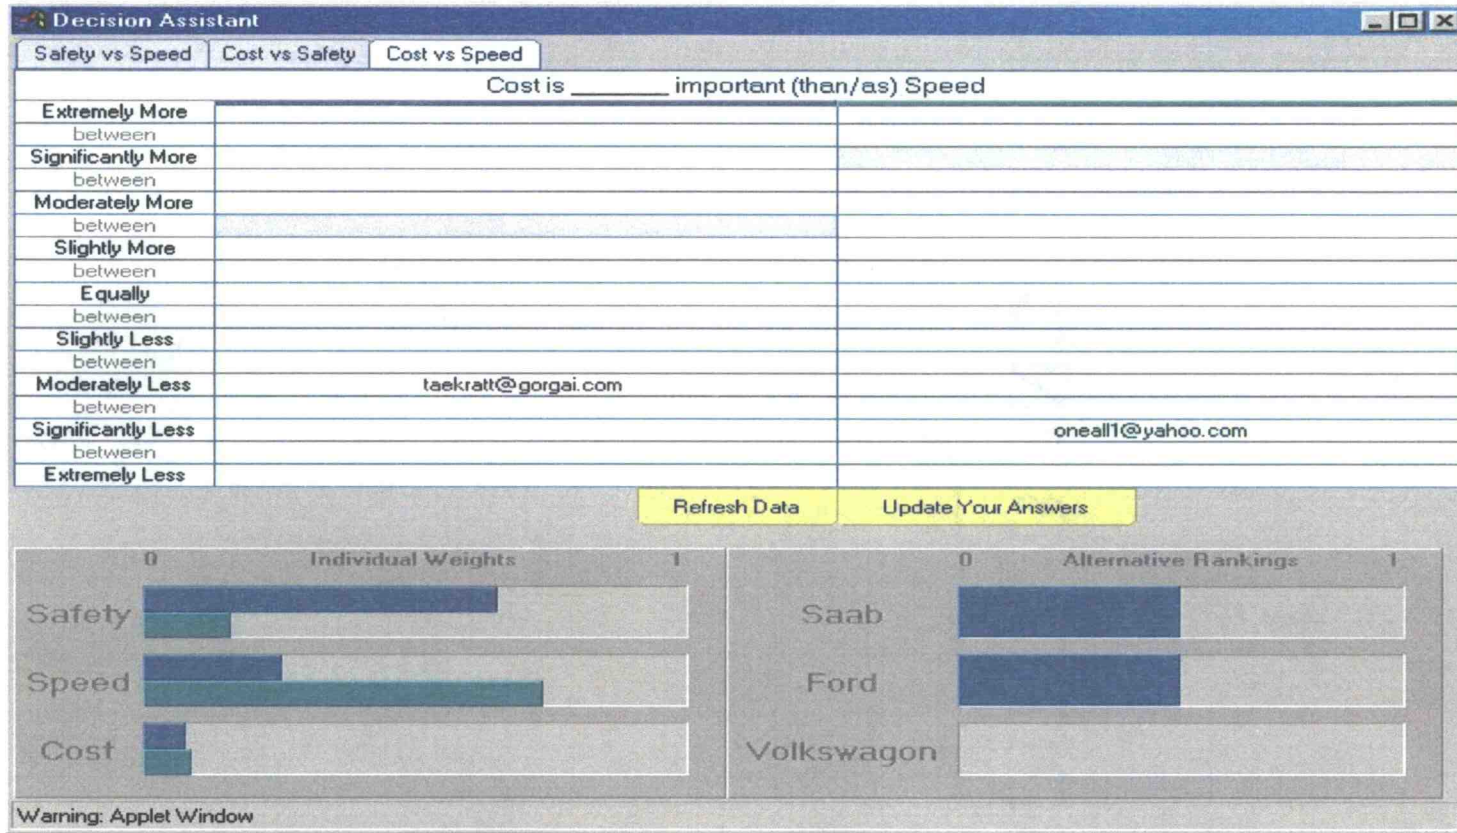 Decision Assistant
Safety vs Speed Cost vs Safety Cost vs Speed
Cost is _______ important (than/as) Speed
Extremely More
between
Significantly More
between
Moderately More
between
Slightly More
between
Equally
between
Slightly Less
between
Moderately Less taekratt@gorgai.com
between
Significantly Less oneall1@yahoo.com
between
Extremely Less
Refresh Data Update Your Answers
0 Individual Weights 1
Safety
Speed
Cost
0 Alternative Rankings 1
Saab
Ford
Volkswagon
Warning: Applet Window